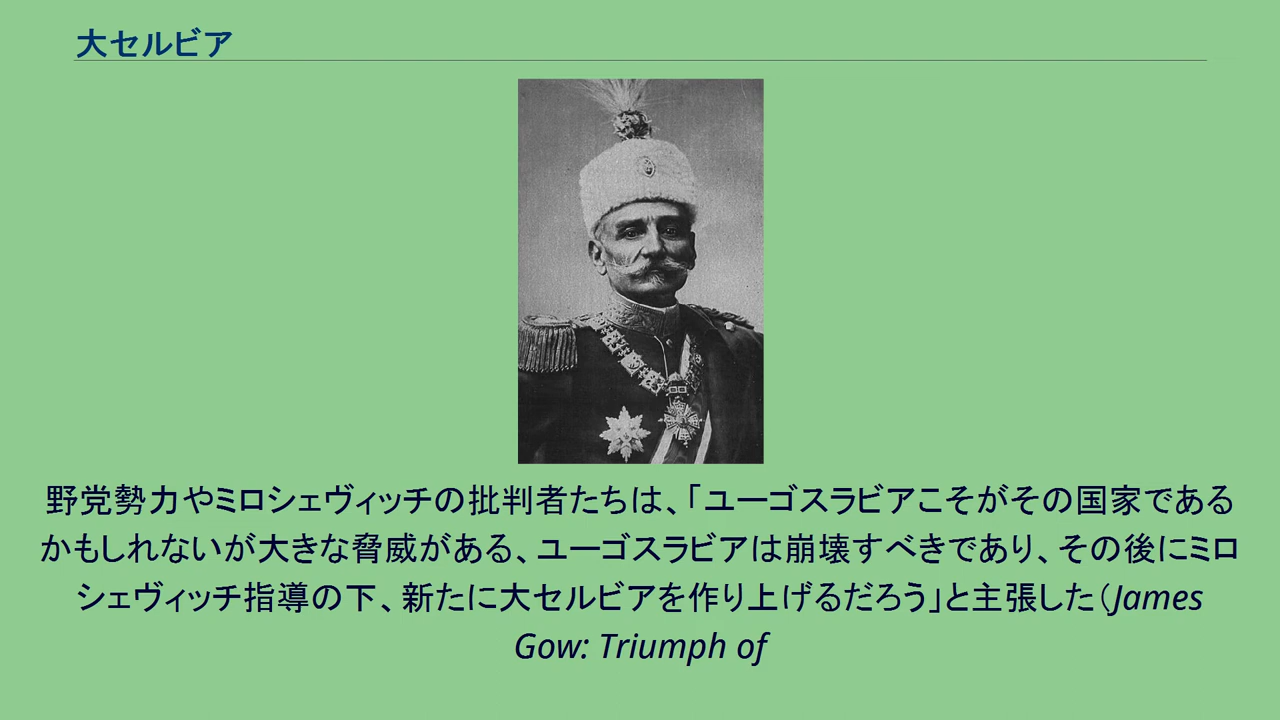 大セルビア
野党勢力やミロシェヴィッチの批判者たちは、「ユーゴスラビアこそがその国家である
かもしれないが大きな脅威がある、ユーゴスラビアは崩壊すべきであり、その後にミロ
シェヴィッチ指導の下、新たに大セルビアを作り上げるだろう」と主張した（James
Gow: Triumph of